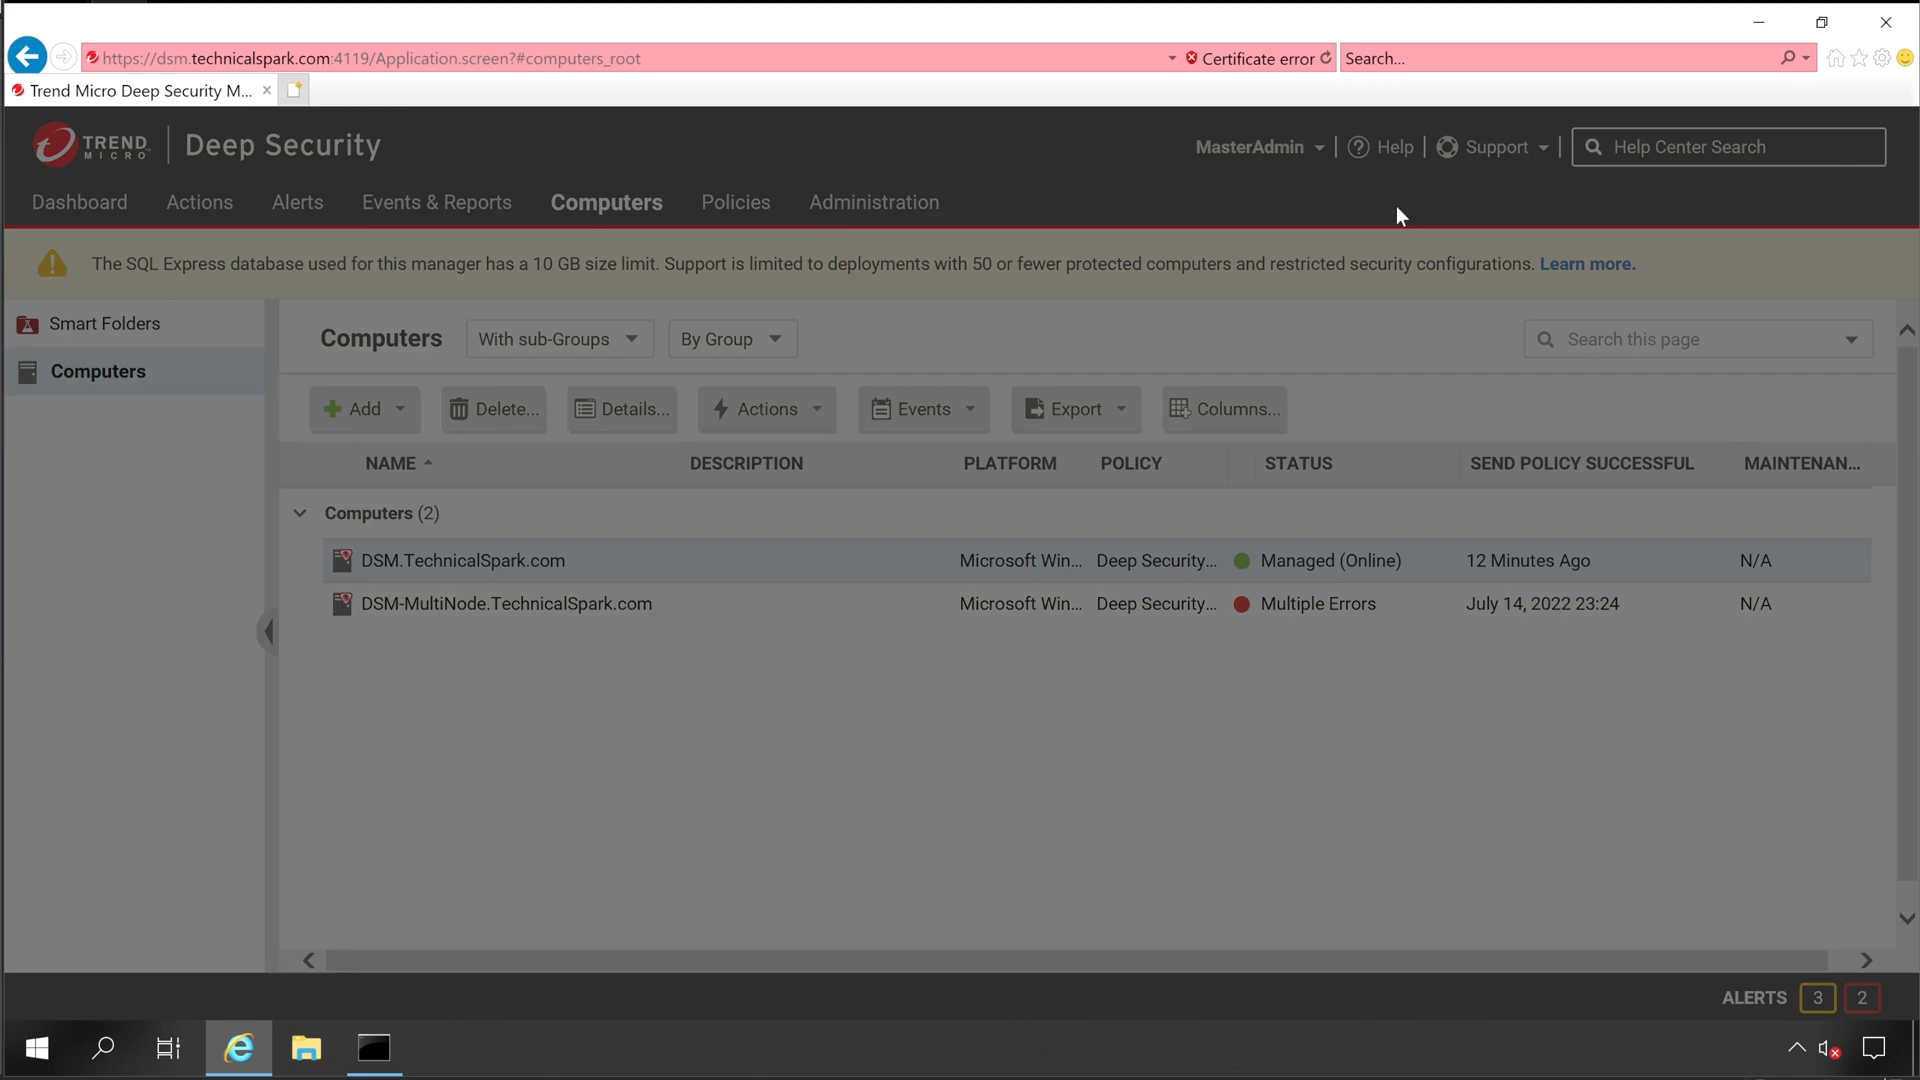 https://dsm.technicalspark.com:4119/Application.screen?#computers_root
Certificate error
Search...
Trend Micro Deep Security M...
TREND MICRO
Deep Security
MasterAdmin
Help
Support
Help Center Search
Dashboard
Actions
Alerts
Events & Reports
Computers
Policies
Administration
The SQL Express database used for this manager has a 10 GB size limit. Support is limited to deployments with 50 or fewer protected computers and restricted security configurations. Learn more.
Smart Folders
Computers
Computers
With sub-Groups
By Group
Search this page
Add
Delete...
Details...
Actions
Events
Export
Columns...
NAME
DESCRIPTION
PLATFORM
POLICY
STATUS
SEND POLICY SUCCESSFUL
MAINTENAN...
Computers (2)
DSM.TechnicalSpark.com
Microsoft Win...
Deep Security...
Managed (Online)
12 Minutes Ago
N/A
DSM-MultiNode.TechnicalSpark.com
Microsoft Win...
Deep Security...
Multiple Errors
July 14, 2022 23:24
N/A
ALERTS
3
2